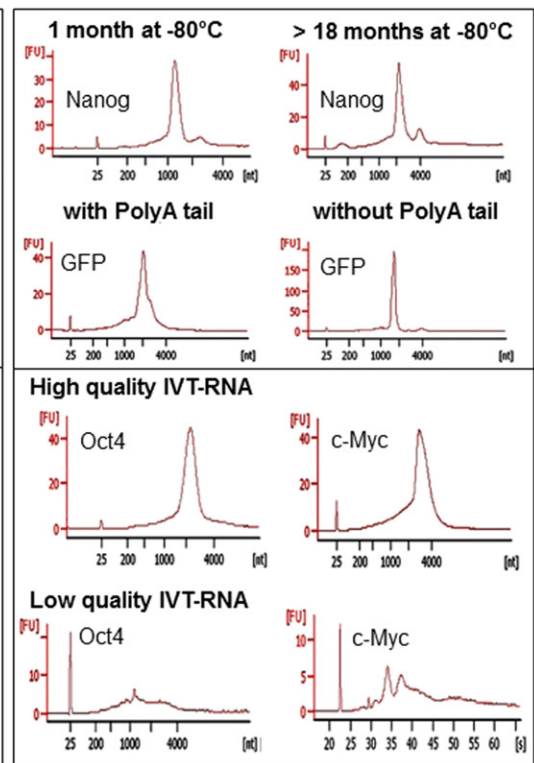 1 month at -80°C
> 18 months at -80°C
[FU]
30
20
10
0
Nanog
25 200 1000 4000 [nt]
[FU]
40
20
0
Nanog
25 200 1000 4000 [nt]
with PolyA tail
without PolyA tail
[FU]
40
20
0
GFP
25 200 1000 4000 [nt]
[FU]
150
100
50
0
GFP
25 200 1000 4000 [nt]
High quality IVT-RNA
[FU]
40
20
0
Oct4
25 200 1000 4000 [nt]
[FU]
40
20
0
c-Myc
25 200 1000 4000 [nt]
Low quality IVT-RNA
[FU]
10
0
Oct4
25 200 1000 4000 [nt]
[FU]
10
5
0
c-Myc
20 25 30 35 40 45 50 55 60 [s]